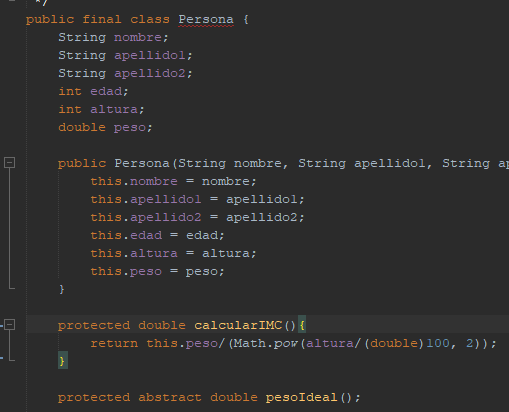 */
public final class Persona {
String nombre;
String apellido1;
String apellido2;
int edad;
int altura;
double peso;
public Persona(String nombre, String apellido1, String
this.nombre = nombre;
this.apellido1 = apellido1;
this.apellido2 = apellido2;
this.edad = edad;
this.altura = altura;
this.peso = peso;
}
protected double calcularIMC(){
return this.peso/(Math.pow(altura/(double)100, 2));
}
protected abstract double pesoIdeal();